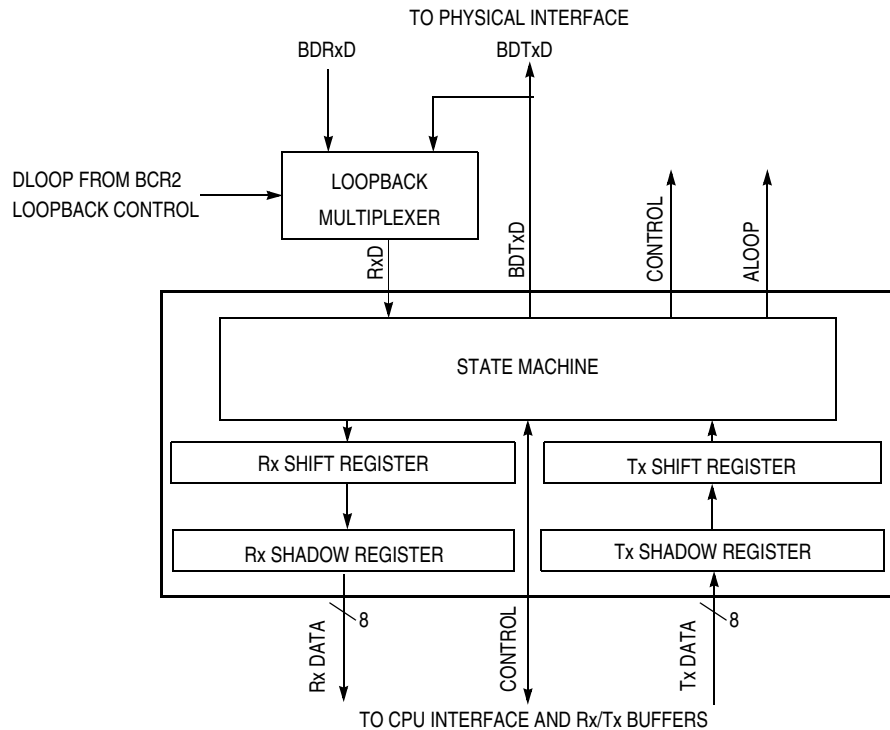 TO PHYSICAL INTERFACE
BDRxD
BDTxD
DLOOP FROM BCR2
LOOPBACK CONTROL
LOOPBACK
MULTIPLEXER
RxD
BDTxD
CONTROL
ALOOP
STATE MACHINE
Rx SHIFT REGISTER
Tx SHIFT REGISTER
Rx SHADOW REGISTER
Tx SHADOW REGISTER
Rx DATA
8
CONTROL
Tx DATA
8
TO CPU INTERFACE AND Rx/Tx BUFFERS